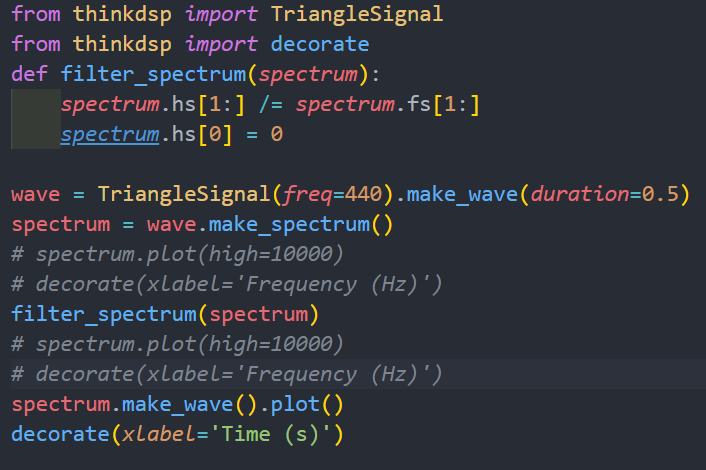 from thinkdsp import TriangleSignal
from thinkdsp import decorate
def filter_spectrum(spectrum):
    spectrum.hs[1:] /= spectrum.fs[1:]
    spectrum.hs[0] = 0

wave = TriangleSignal(freq=440).make_wave(duration=0.5)
spectrum = wave.make_spectrum()
# spectrum.plot(high=10000)
# decorate(xlabel='Frequency (Hz)')
filter_spectrum(spectrum)
# spectrum.plot(high=10000)
# decorate(xlabel='Frequency (Hz)')
spectrum.make_wave().plot()
decorate(xlabel='Time (s)')